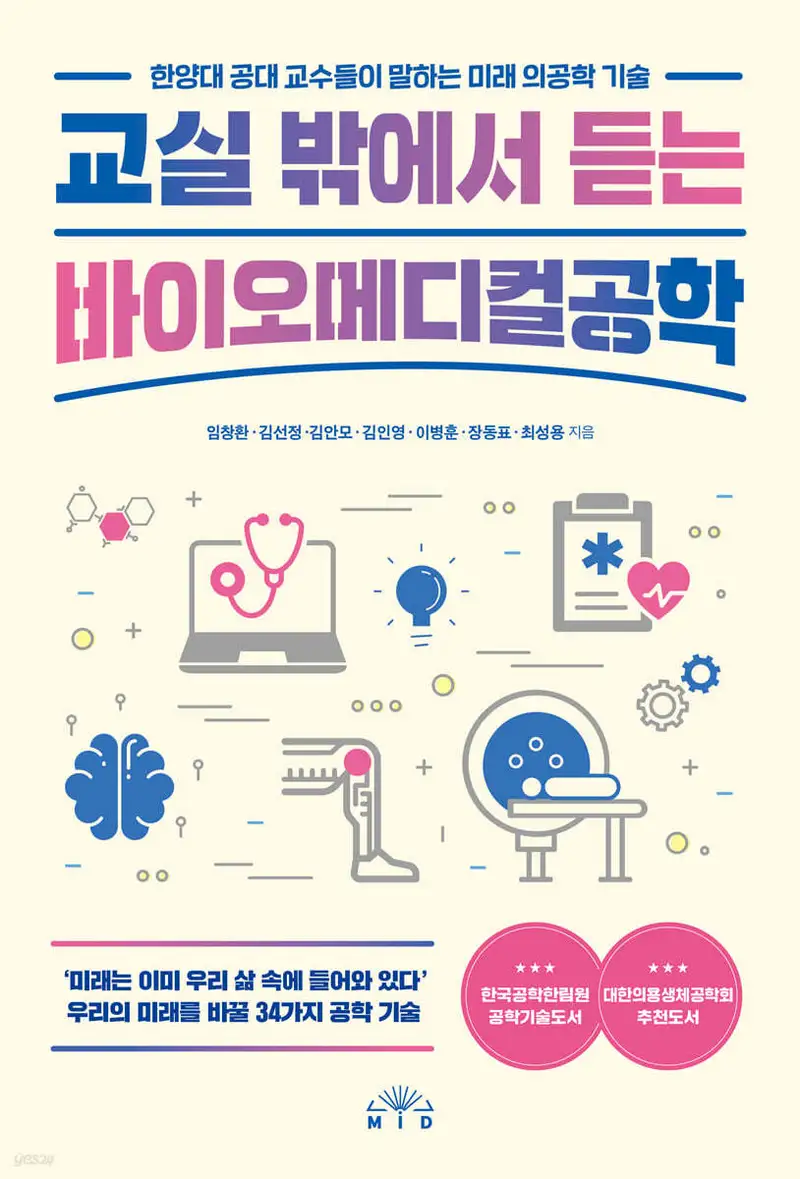 한양대 공대 교수들이 말하는 미래 의공학 기술
교실 밖에서 듣는
바이오메디컬공학
임창환·김선정·김안모·김인영·이병훈·장동표·최성용 지음
‘미래는 이미 우리 삶 속에 들어와 있다’
우리의 미래를 바꿀 34가지 공학 기술
한국공학한림원
공학기술도서
대한의용생체공학회
추천도서
MiD
yes24